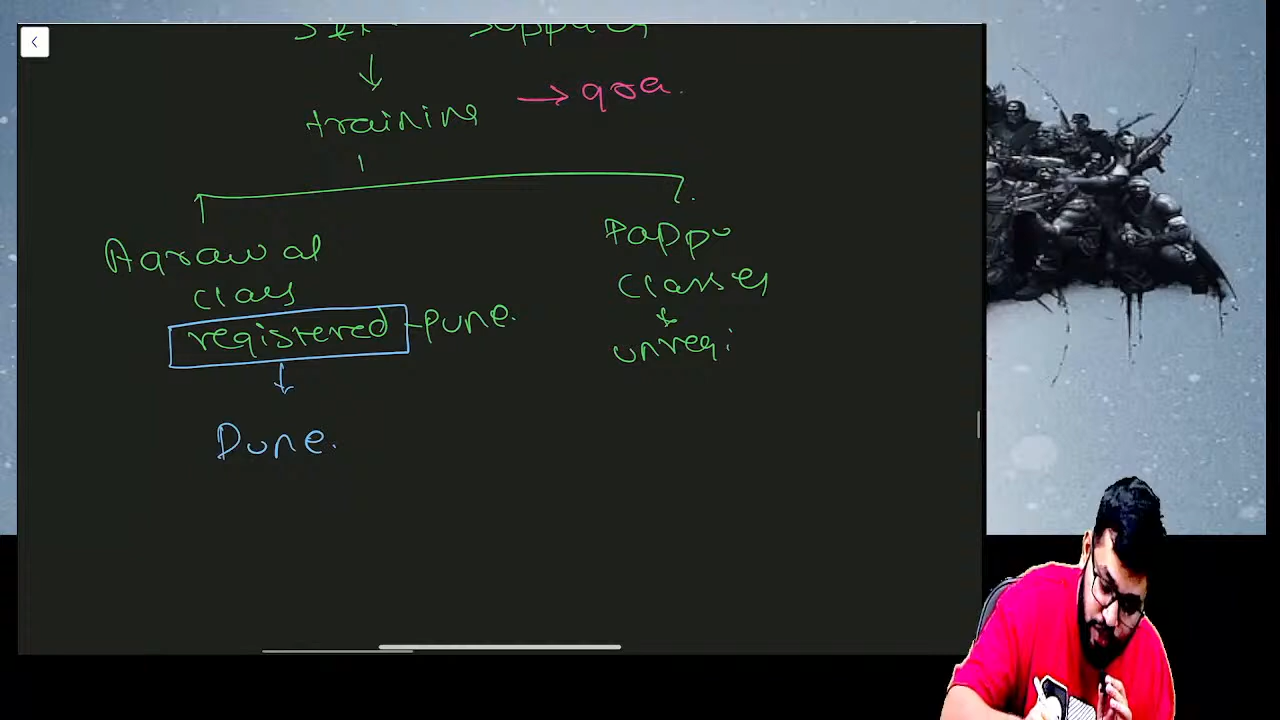 training → goa.
Agrawal
class
registered - Pune.
Pune.
Pappu
classes
unregi